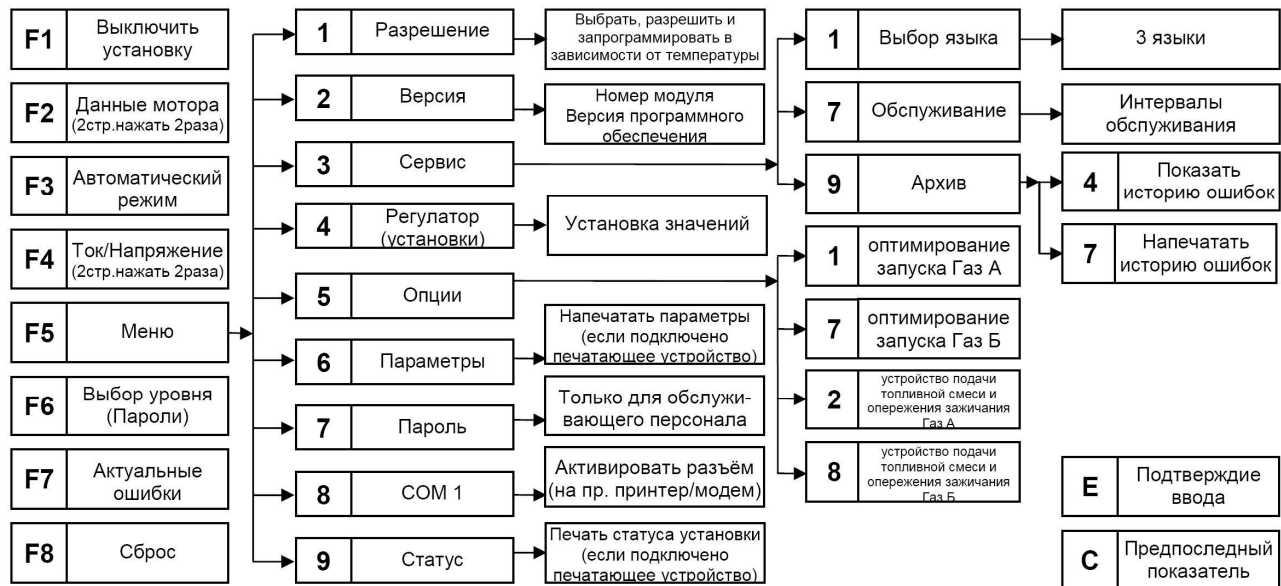 F1
Выключить
установку
F2
Данные мотора
(2стр.нажать 2раза)
F3
Автоматический
режим
F4
Ток/Напряжение
(2стр.нажать 2раза)
F5
Меню
F6
Выбор уровня
(Пароли)
F7
Актуальные
ошибки
F8
Сброс
1
Разрешение
Выбрать, разрешить и
запрограммировать в
зависимости от температуры
2
Версия
Номер модуля
Версия программного
обеспечения
3
Сервис
4
Регулятор
(установки)
Установка значений
5
Опции
6
Параметры
Напечатать параметры
(если подключено
печатающее устройство)
7
Пароль
Только для обслужи-
вающего персонала
8
COM 1
Активировать разъём
(на пр. принтер/модем)
9
Статус
Печать статуса установки
(если подключено
печатающее устройство)
1
Выбор языка
3 языки
7
Обслуживание
Интервалы
обслуживания
9
Архив
4
Показать
историю ошибок
7
Напечатать
историю ошибок
1
оптимирование
запуска Газ А
7
оптимирование
запуска Газ Б
2
устройство подачи
топливной смеси и
опережения зажичания
Газ А
8
устройство подачи
топливной смеси и
опережения зажичания
Газ Б
E
Подтверждие
ввода
C
Предпоследный
показатель